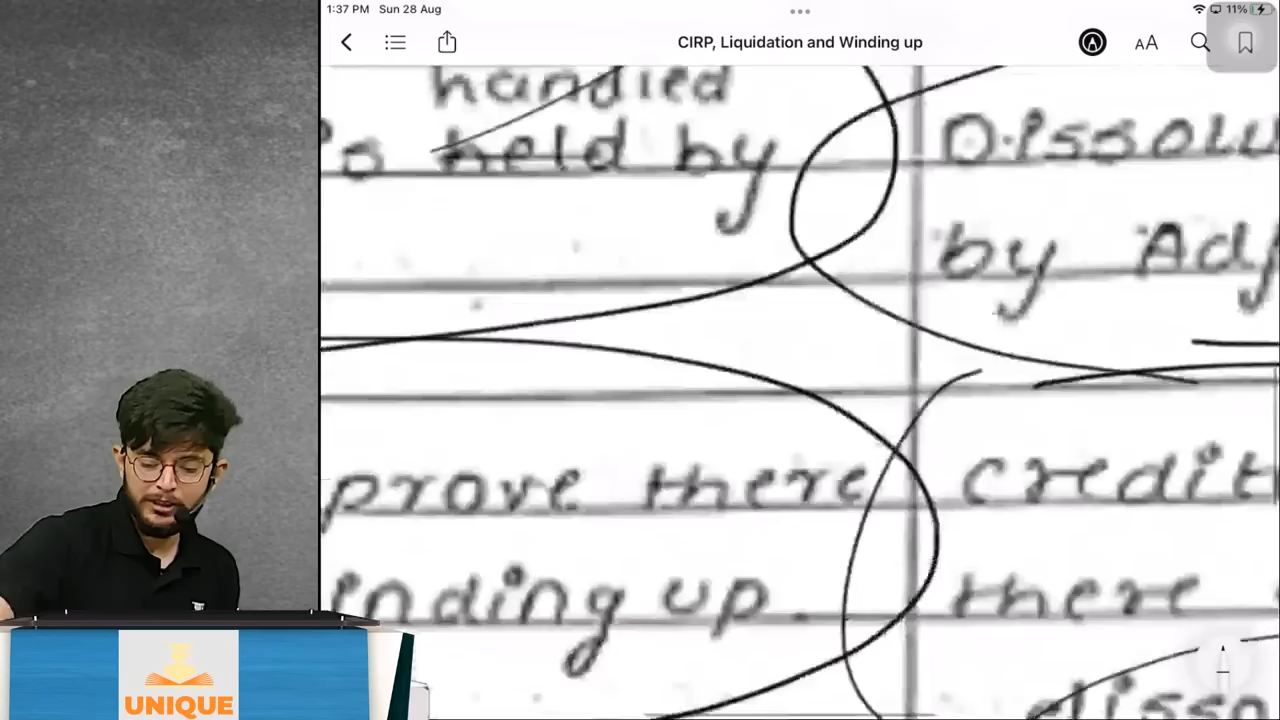 1:37 PM Sun 28 Aug
11%
CIRP, Liquidation and Winding up
AA
handled
's held by
Dissolu
by Adj
prove there
credit
inding up.
there
disso
UNIQUE